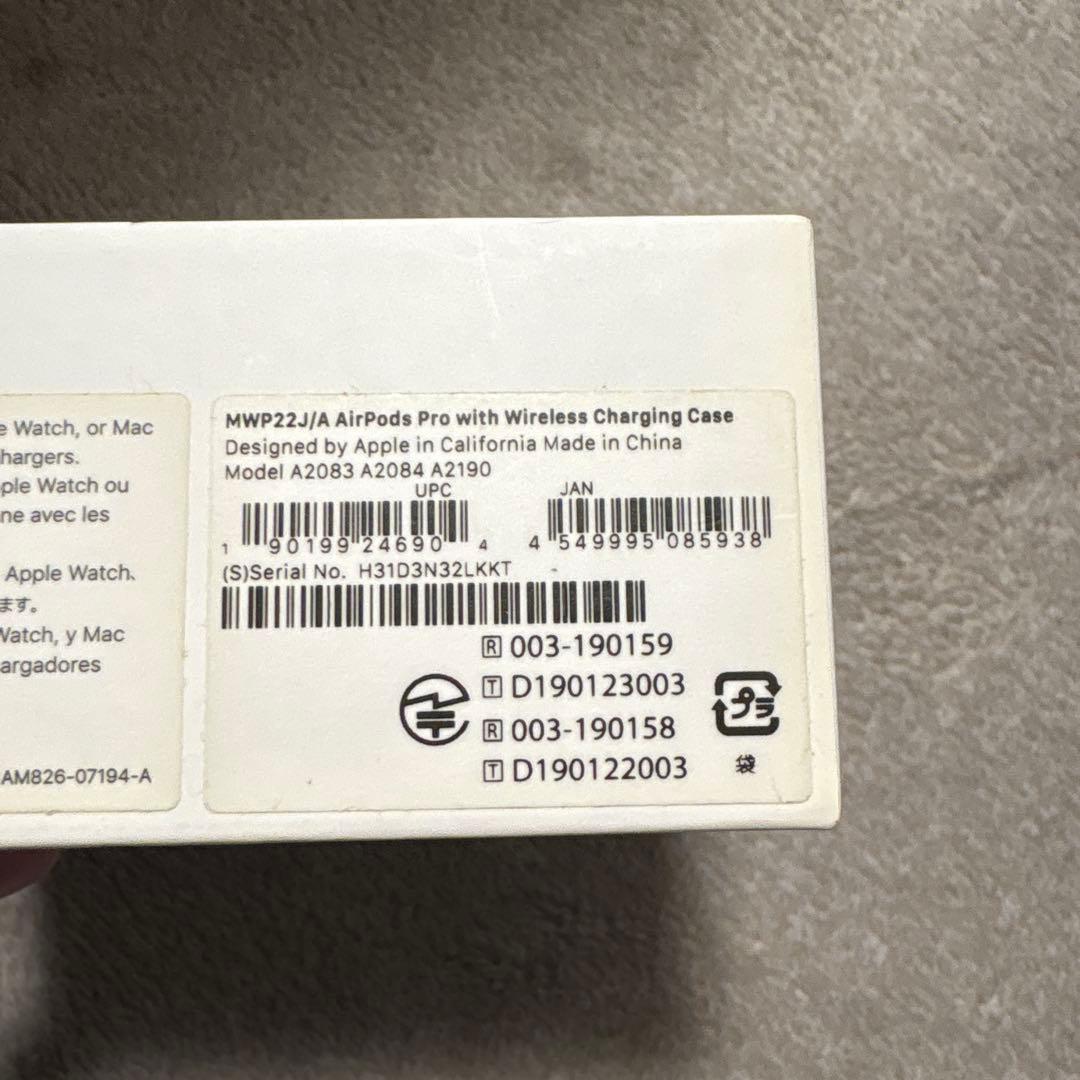 e Watch, or Mac
hargers.
ple Watch ou
ne avec les
Apple Watch、
ます。
Watch, y Mac
argadores
AM826-07194-A
MWP22J/A AirPods Pro with Wireless Charging Case
Designed by Apple in California Made in China
Model A2083 A2084 A2190
UPC JAN
1 90199 24690 4 4 549995 085938
(S)Serial No. H31D3N32LKKT
R 003-190159
T D190123003
R 003-190158
T D190122003
プラ
袋